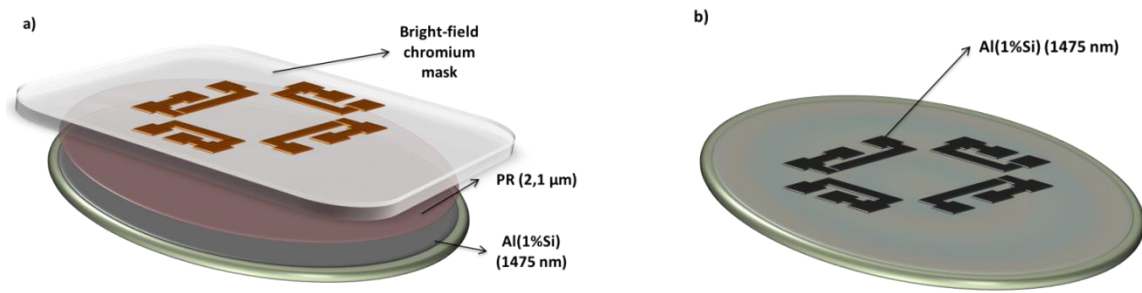 a)
Bright-field
chromium
mask
PR (2,1 µm)
Al(1%Si)
(1475 nm)
b)
Al(1%Si) (1475 nm)